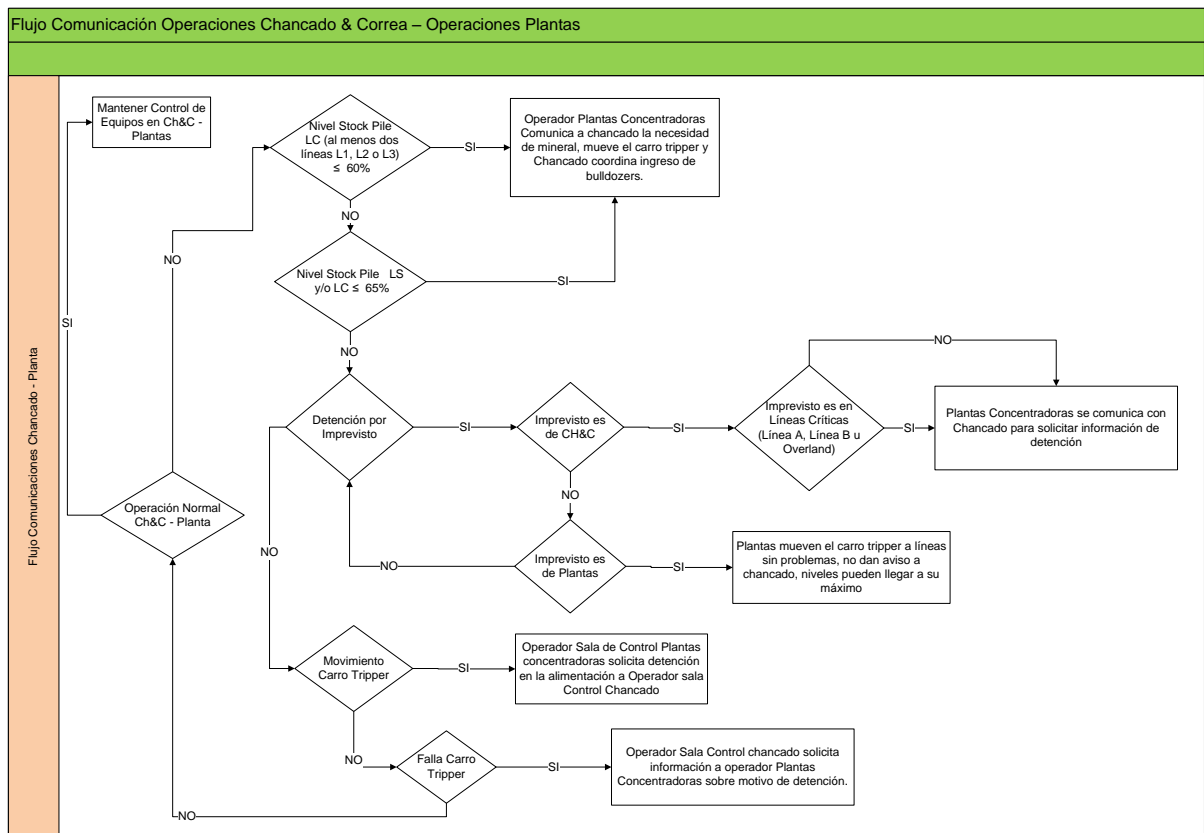 Flujo Comunicación Operaciones Chancado & Correa – Operaciones Plantas
Flujo Comunicaciones Chancado - Planta
Mantener Control de
Equipos en Ch&C -
Plantas
Nivel Stock Pile
LC (al menos dos
líneas L1, L2 o L3)
≤ 60%
SI
Operador Plantas Concentradoras
Comunica a chancado la necesidad
de mineral, mueve el carro tripper y
Chancado coordina ingreso de
bulldozers.
NO
NO
Nivel Stock Pile LS
y/o LC ≤ 65%
SI
SI
NO
NO
Detención por
Imprevisto
SI
Imprevisto es
de CH&C
SI
Imprevisto es en
Líneas Críticas
(Línea A, Línea B u
Overland)
SI
Plantas Concentradoras se comunica con
Chancado para solicitar información de
detención
NO
Operación Normal
Ch&C - Planta
NO
NO
Imprevisto es
de Plantas
SI
Plantas mueven el carro tripper a líneas
sin problemas, no dan aviso a
chancado, niveles pueden llegar a su
máximo
Movimiento
Carro Tripper
SI
Operador Sala de Control Plantas
concentradoras solicita detención
en la alimentación a Operador sala
Control Chancado
NO
Falla Carro
Tripper
SI
Operador Sala Control chancado solicita
información a operador Plantas
Concentradoras sobre motivo de detención.
NO